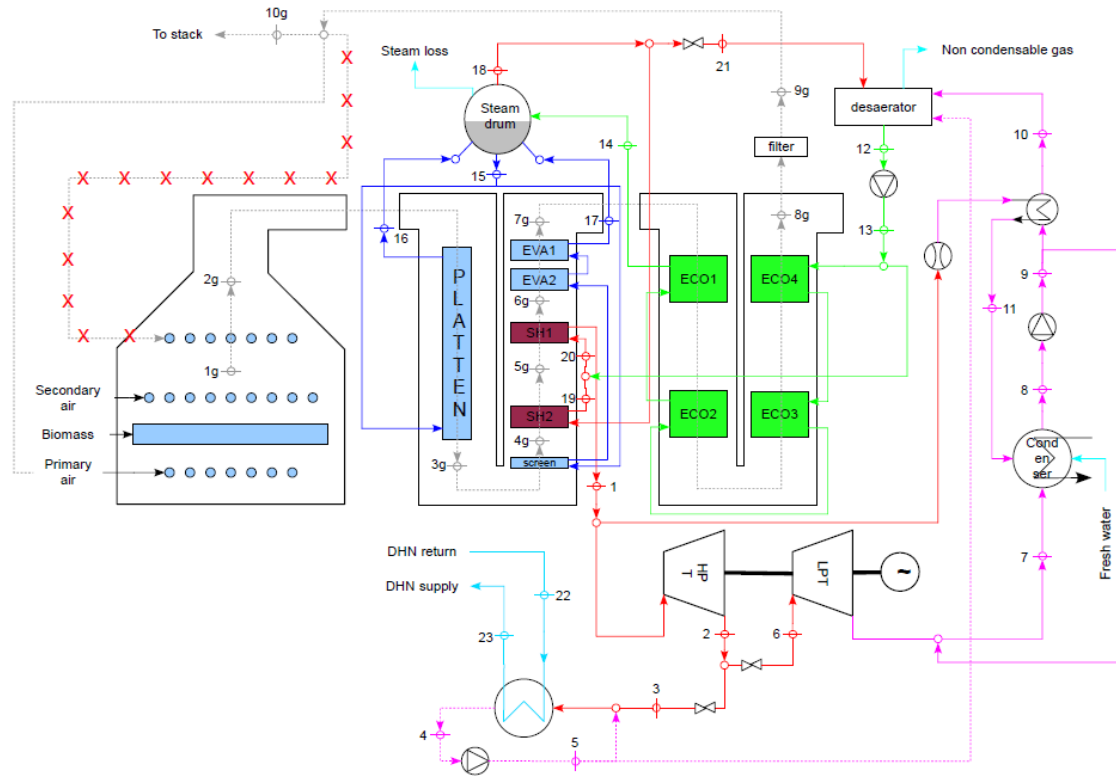 10g
To stack
Steam loss
18
21
Non condensable gas
Steam
drum
9g
desaerator
filter
14
12
10
15
16
17
7g
8g
13
EVA1
EVA2
ECO1
ECO4
9
2g
6g
11
PLATTEN
SH1
20
1g
5g
8
Secondary
air
19
SH2
ECO2
ECO3
Biomass
4g
Cond
en
ser
Primary
air
3g
screen
1
7
Fresh water
DHN return
HP
T
LPT
~
DHN supply
22
23
2
6
3
4
5
X X X X X X X X X X X X X X X X